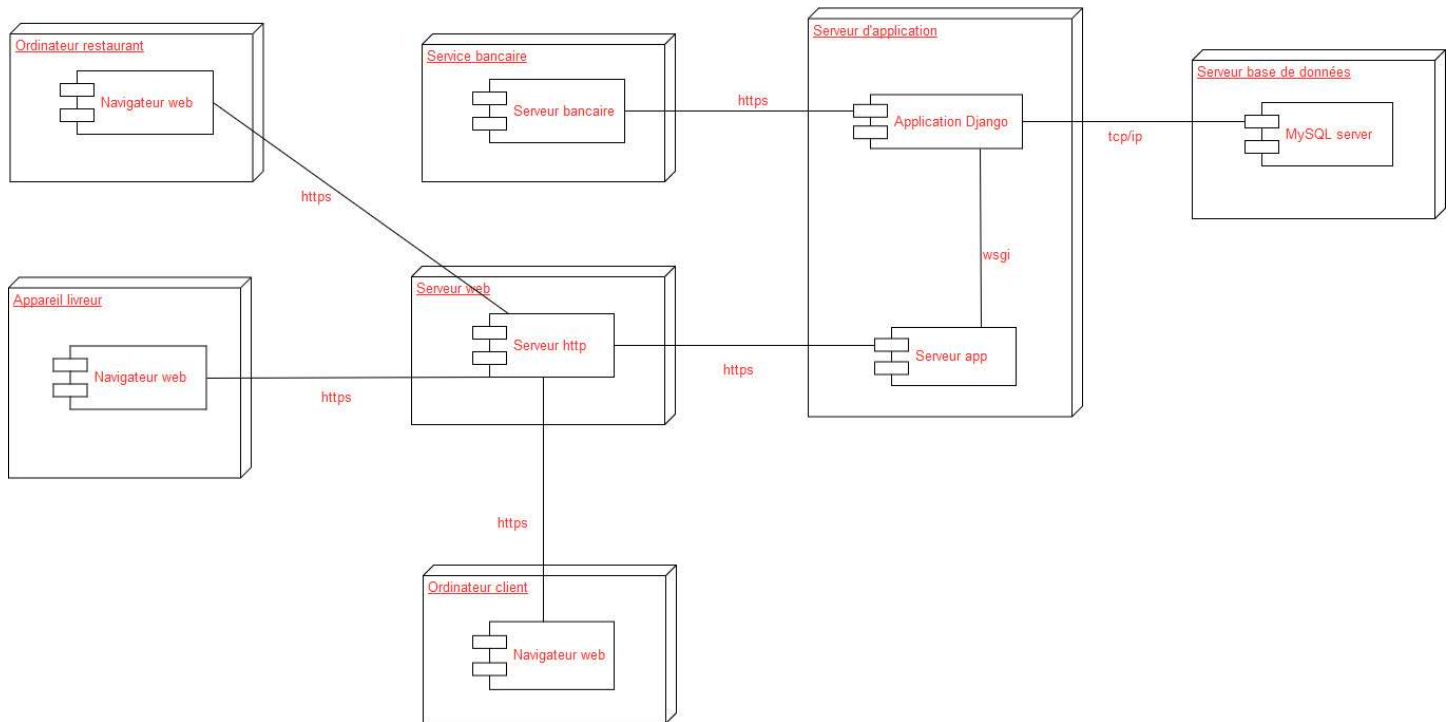 Ordinateur restaurant
Navigateur web
Service bancaire
Serveur bancaire
https
Serveur d'application
Application Django
tcp/ip
Serveur base de données
MySQL server
https
wsgi
Appareil livreur
Navigateur web
https
Serveur web
Serveur http
https
Serveur app
https
Ordinateur client
Navigateur web